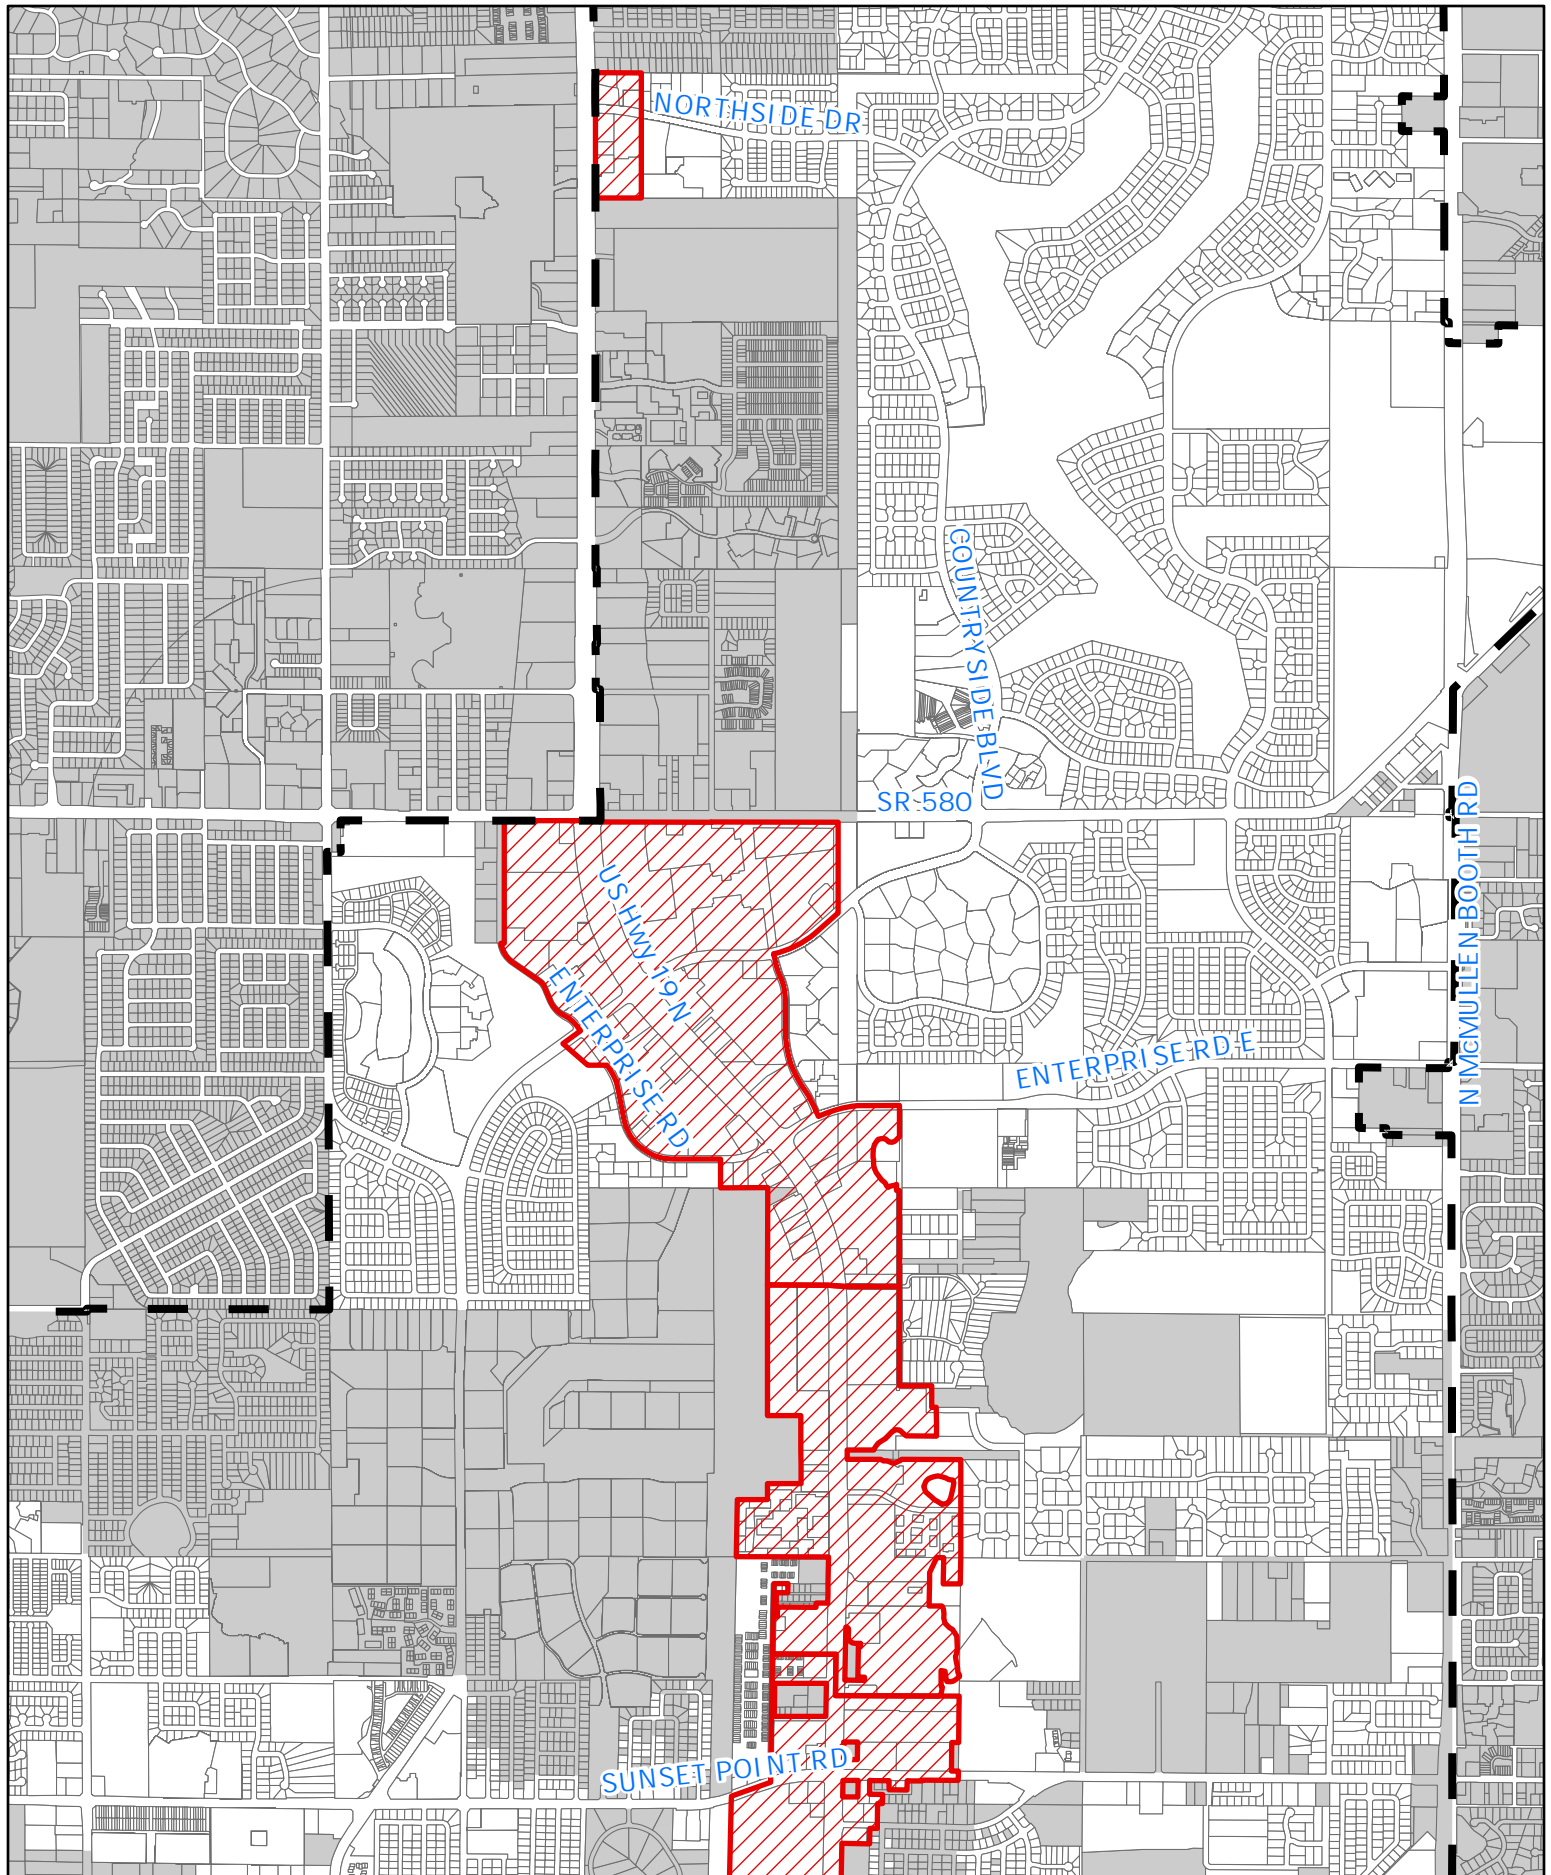 NORTHSIDE DR
COUNTRYSIDE BLVD
SR 580
N McMULLEN BOOTH RD
US Hwy 19 N
ENTERPRISE RD
ENTERPRISE RD E
SUNSET POINT RD